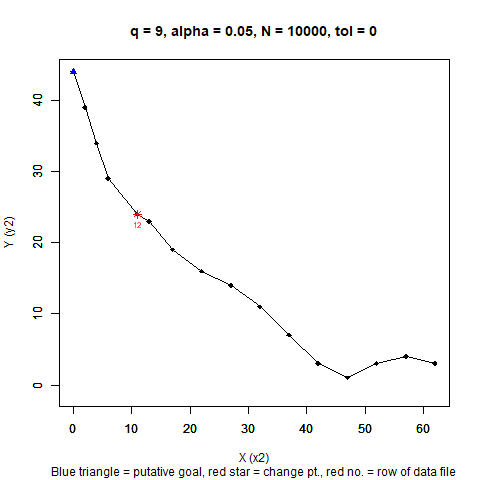 q = 9, alpha = 0.05, N = 10000, tol = 0
40
30
20
10
0
Y (y2)
12
0 10 20 30 40 50 60
X (x2)
Blue triangle = putative goal, red star = change pt., red no. = row of data file